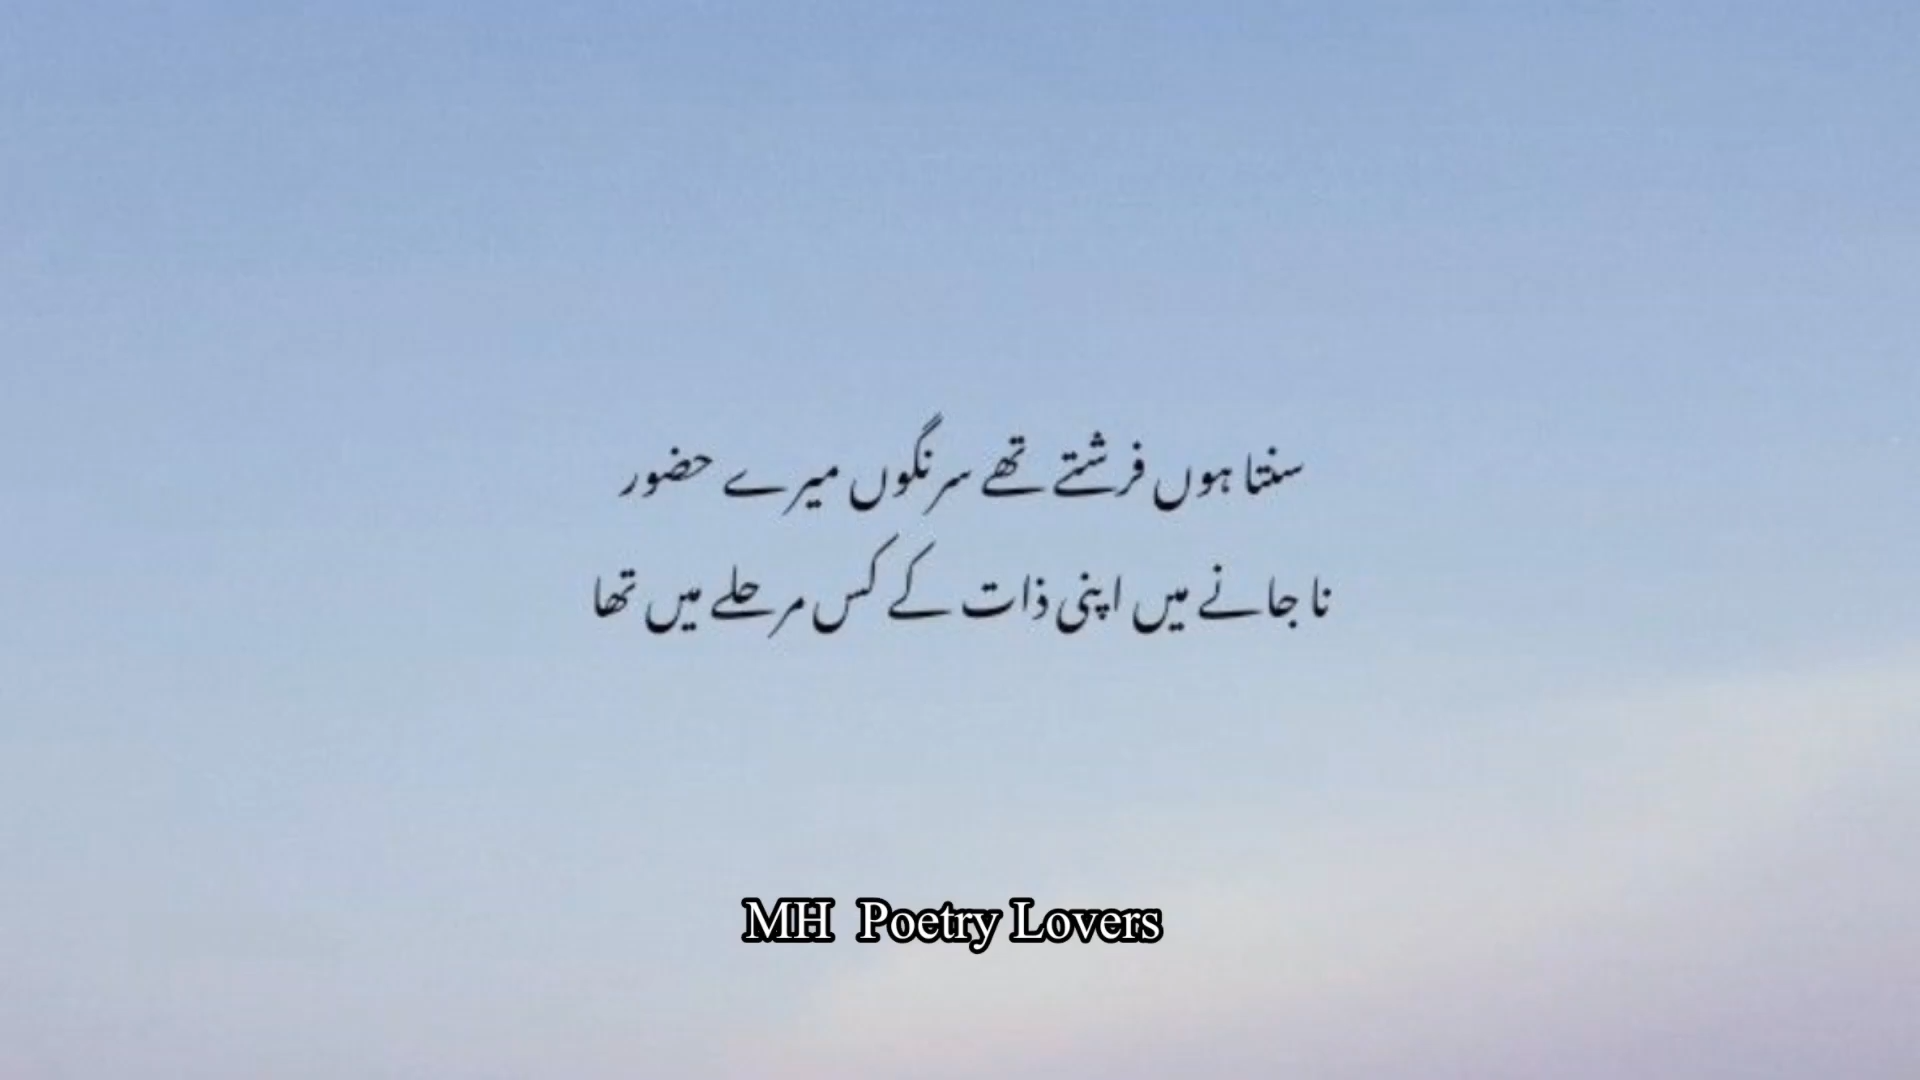 سنتا ہوں فرشتے تھے سرنگوں میرے حضور
نا جانے میں اپنی ذات کے کس مرحلے میں تھا
MH Poetry Lovers